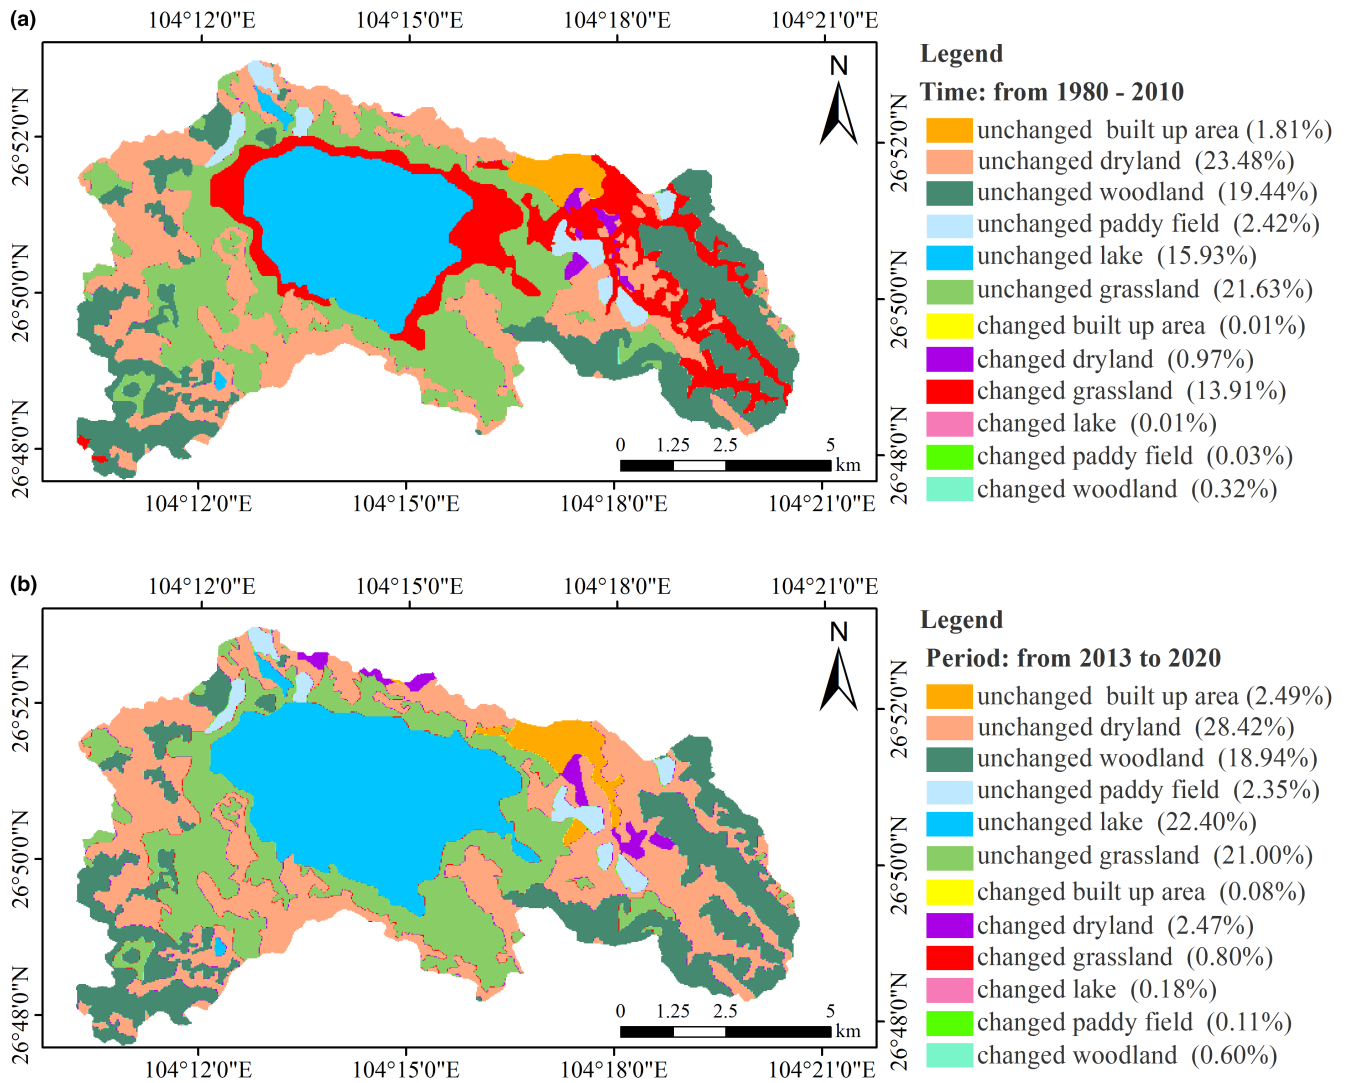 (a)
104°12'0"E 104°15'0"E 104°18'0"E 104°21'0"E
26°52'0"N
26°50'0"N
26°48'0"N
N
26°52'0"N
26°50'0"N
26°48'0"N
0 1.25 2.5 5
km
104°12'0"E 104°15'0"E 104°18'0"E 104°21'0"E
Legend
Time: from 1980 - 2010
unchanged built up area (1.81%)
unchanged dryland (23.48%)
unchanged woodland (19.44%)
unchanged paddy field (2.42%)
unchanged lake (15.93%)
unchanged grassland (21.63%)
changed built up area (0.01%)
changed dryland (0.97%)
changed grassland (13.91%)
changed lake (0.01%)
changed paddy field (0.03%)
changed woodland (0.32%)
(b)
104°12'0"E 104°15'0"E 104°18'0"E 104°21'0"E
26°52'0"N
26°50'0"N
26°48'0"N
N
26°52'0"N
26°50'0"N
26°48'0"N
0 1.25 2.5 5
km
104°12'0"E 104°15'0"E 104°18'0"E 104°21'0"E
Legend
Period: from 2013 to 2020
unchanged built up area (2.49%)
unchanged dryland (28.42%)
unchanged woodland (18.94%)
unchanged paddy field (2.35%)
unchanged lake (22.40%)
unchanged grassland (21.00%)
changed built up area (0.08%)
changed dryland (2.47%)
changed grassland (0.80%)
changed lake (0.18%)
changed paddy field (0.11%)
changed woodland (0.60%)